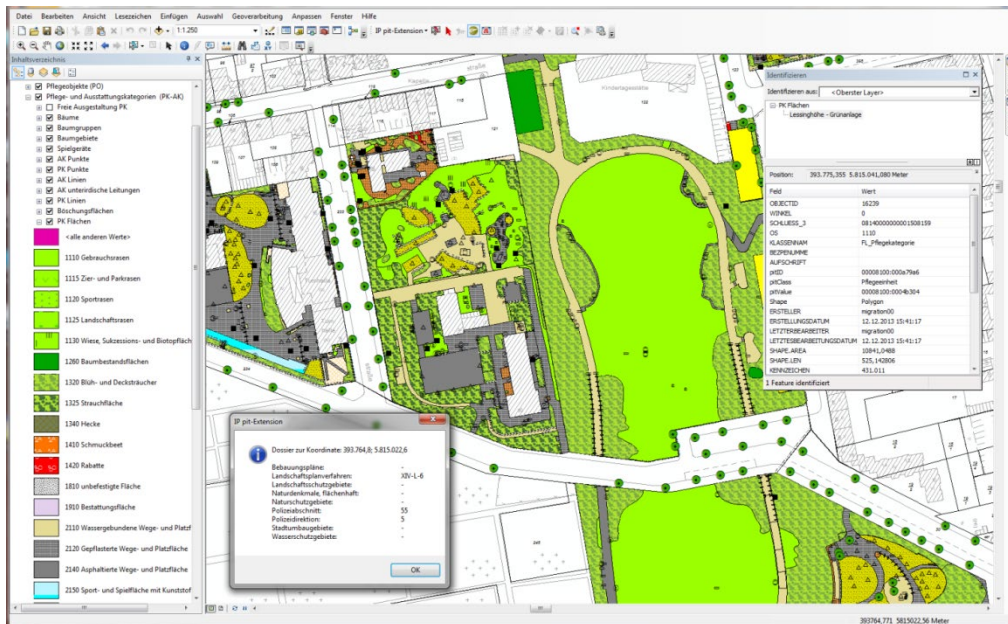 Datei Bearbeiten Ansicht Lesezeichen Einfügen Auswahl Geoverarbeitung Anpassen Fenster Hilfe
1:1.250 IP pit-Extension
Inhaltsverzeichnis
Pflegeobjekte (PO)
Pflege- und Ausstattungskategorien (PK-AK)
Freie Ausgestaltung PK
Bäume
Baumgruppen
Baumgebiete
Spielgeräte
AK Punkte
PK Punkte
AK Linien
AK unterirdische Leitungen
PK Linien
Böschungsflächen
PK Flächen
<alle anderen Werte>
1110 Gebrauchsrasen
1115 Zier- und Parkrasen
1120 Sportrasen
1125 Landschaftsrasen
1130 Wiese, Sukzessions- und Biotopfläch
1260 Baumbestandsflächen
1320 Blüh- und Decksträucher
1325 Strauchfläche
1340 Hecke
1410 Schmuckbeet
1420 Rabatte
1810 unbefestigte Fläche
1810 Bestattungsfläche
2110 Wassergebundene Wege- und Platzf
2120 Gepflasterte Wege- und Platzfläche
2140 Asphaltierte Wege- und Platzfläche
2150 Sport- und Spielfläche mit Kunststof
Kindertagesstätte
straße
Identifizieren
Identifizieren aus: <Oberster Layer>
PK Flächen
Lessinghöhe - Grünanlage
Position: 393.775,355 5.815.041,080 Meter
Feld Wert
OBJECTID 16239
WINKEL 0
SCHLUESS_3 0814000000001508159
OS 1110
KLASSENNAM FL_Pflegekategorie
BEZPENUMME
AUFSCHRIFT
pitID 00008100:000a79a6
pitClass Pflegeeinheit
pitValue 00008100:0004b304
Shape Polygon
ERSTELLER migration00
ERSTELLUNGSDATUM 12.12.2013 15:41:17
LETZTERBEARBEITER migration00
LETZTESBEARBEITUNGSDATUM 12.12.2013 15:41:17
SHAPE.AREA 10841,0488
SHAPE.LEN 525,142806
KENNZEICHEN 431.011
1 Feature identifiziert
IP pit-Extension
Dossier zur Koordinate: 393.764,8; 5.815.022,6
Bebauungspläne: -
Landschaftsplanverfahren: XIV-L-6
Landschaftsschutzgebiete: -
Naturdenkmale, flächenhaft: -
Naturschutzgebiete: -
Polizeiabschnitt: 55
Polizeidirektion: 5
Stadtumbaugebiete: -
Wasserschutzgebiete: -
OK
393764,771 5815022,56 Meter